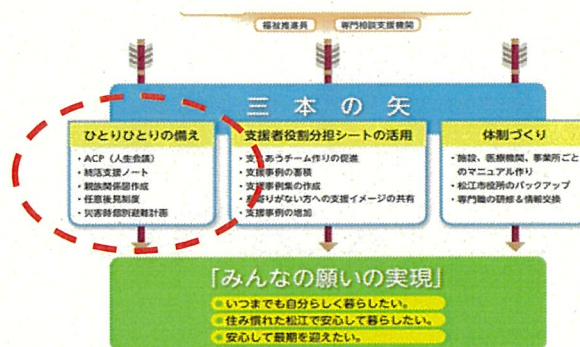 福祉推進員
専門相談支援機関
三本の矢
ひとりひとりの備え
・ACP（人生会議）
・終活支援ノート
・親族関係図作成
・任意後見制度
・災害時個別避難計画
支援者役割分担シートの活用
・支えあうチーム作りの促進
・支援事例の蓄積
・支援事例集の作成
・身寄りがない方への支援イメージの共有
・支援事例の増加
体制づくり
・施設、医療機関、事業所ごと
のマニュアル作り
・松江市役所のバックアップ
・専門職の研修＆情報交換
「みんなの願いの実現」
いつまでも自分らしく暮らしたい。
住み慣れた松江で安心して暮らしたい。
安心して最期を迎えたい。